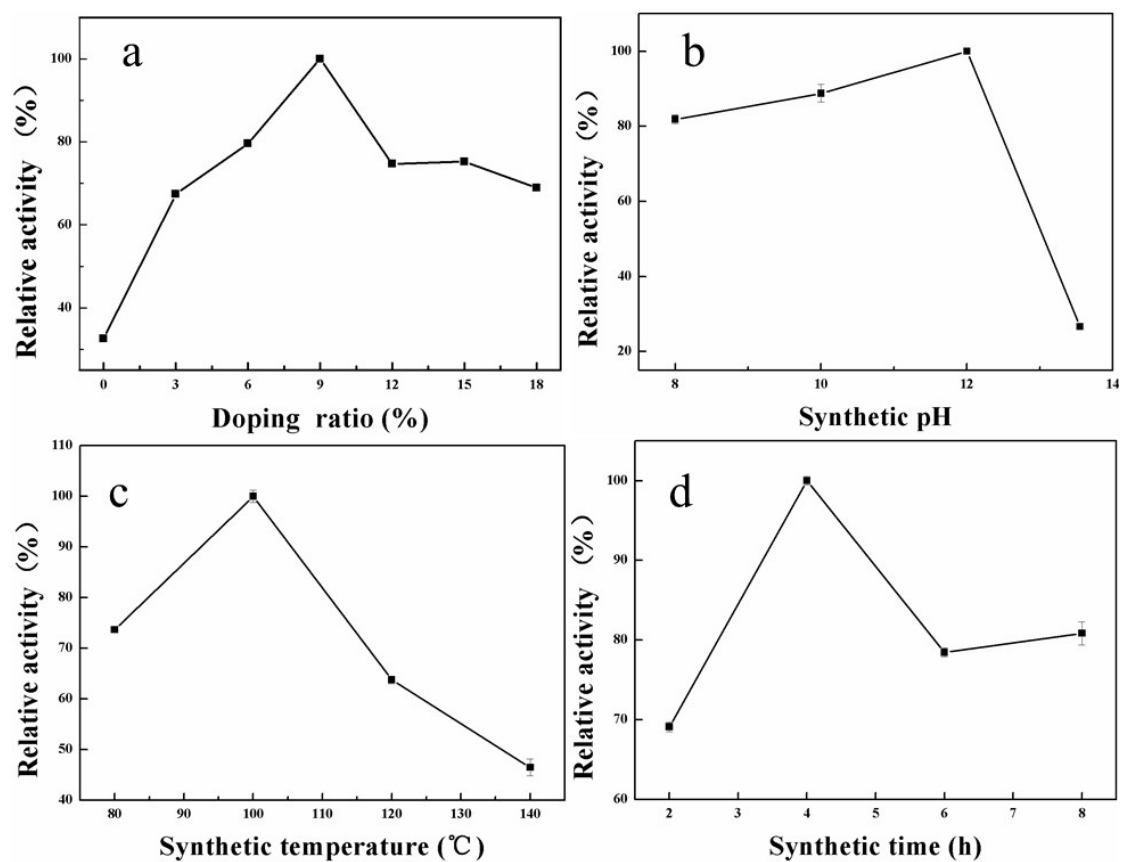 a
Relative activity (%)
100
80
60
40
0 3 6 9 12 15 18
Doping ratio (%)
b
Relative activity (%)
100
80
60
40
20
8 10 12 14
Synthetic pH
c
Relative activity (%)
110
100
90
80
70
60
50
40
80 90 100 110 120 130 140
Synthetic temperature (℃)
d
Relative activity (%)
100
90
80
70
60
2 3 4 5 6 7 8
Synthetic time (h)